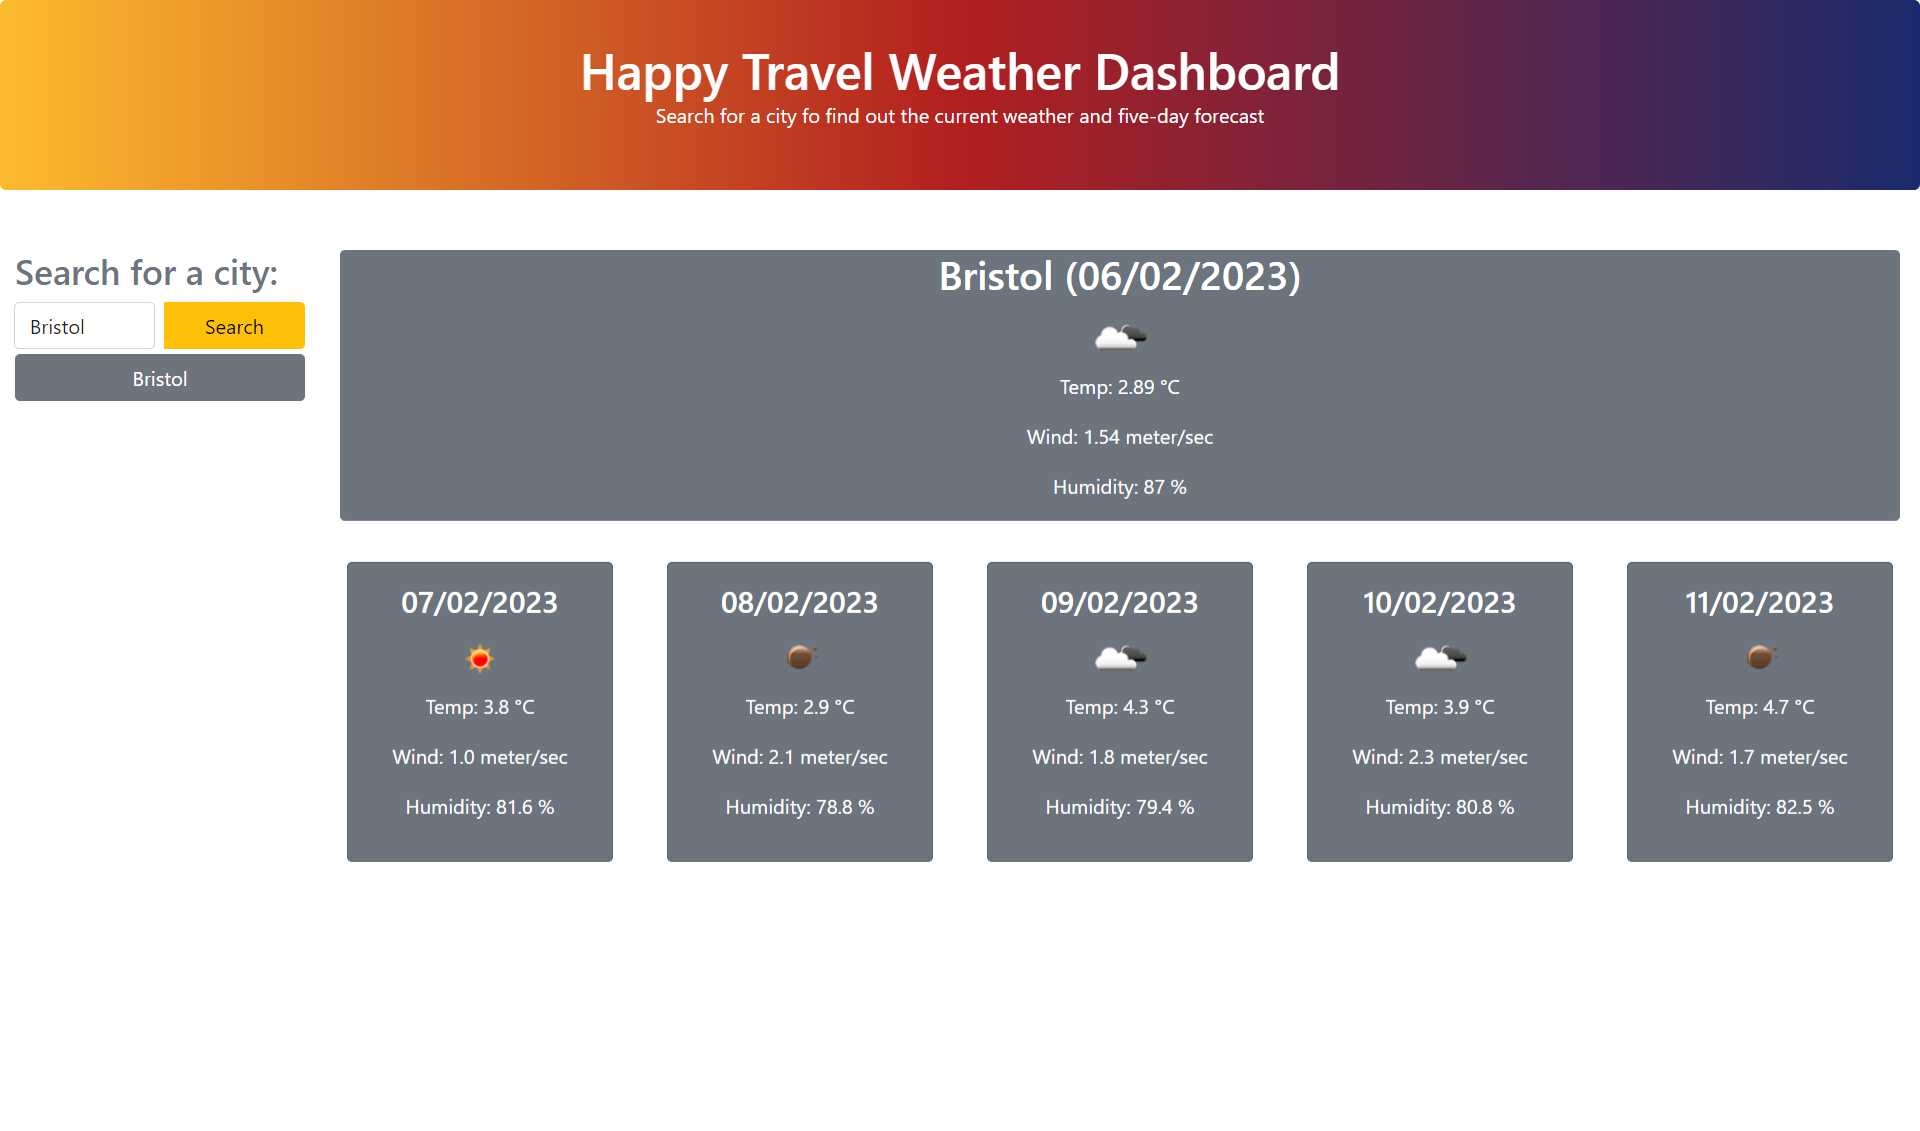 Happy Travel Weather Dashboard
Search for a city fo find out the current weather and five-day forecast
Search for a city:
Bristol
Search
Bristol
Bristol (06/02/2023)
Temp: 2.89 °C
Wind: 1.54 meter/sec
Humidity: 87 %
07/02/2023
Temp: 3.8 °C
Wind: 1.0 meter/sec
Humidity: 81.6 %
08/02/2023
Temp: 2.9 °C
Wind: 2.1 meter/sec
Humidity: 78.8 %
09/02/2023
Temp: 4.3 °C
Wind: 1.8 meter/sec
Humidity: 79.4 %
10/02/2023
Temp: 3.9 °C
Wind: 2.3 meter/sec
Humidity: 80.8 %
11/02/2023
Temp: 4.7 °C
Wind: 1.7 meter/sec
Humidity: 82.5 %